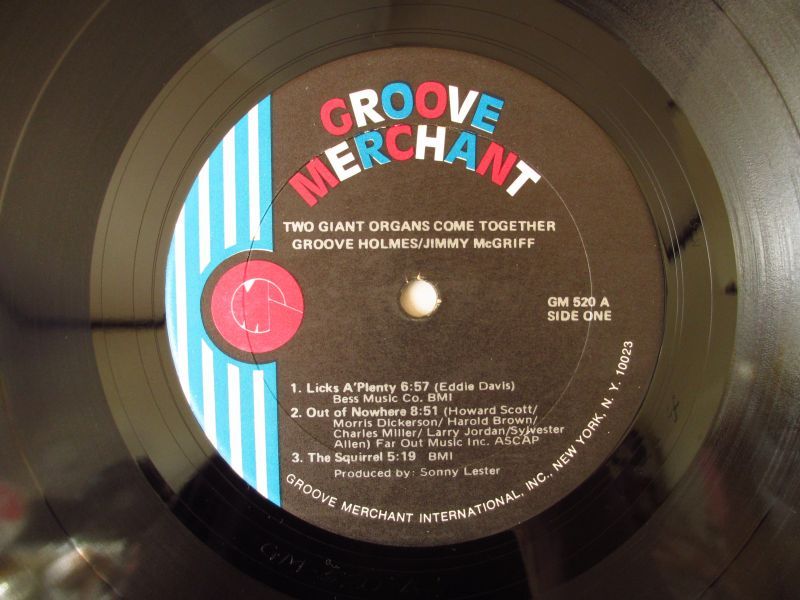 GROOVE
MERCHANT
TWO GIANT ORGANS COME TOGETHER
GROOVE HOLMES/JIMMY McGRIFF
GM 520 A
SIDE ONE
1. Licks A'Plenty 6:57 (Eddie Davis)
Bess Music Co. BMI
2. Out of Nowhere 8:51 (Howard Scott/
Morris Dickerson/ Harold Brown/
Charles Miller/ Larry Jordan/Sylvester
Allen) Far Out Music Inc. ASCAP
3. The Squirrel 5:19 BMI
Produced by: Sonny Lester
GROOVE MERCHANT INTERNATIONAL, INC., NEW YORK, N. Y. 10023